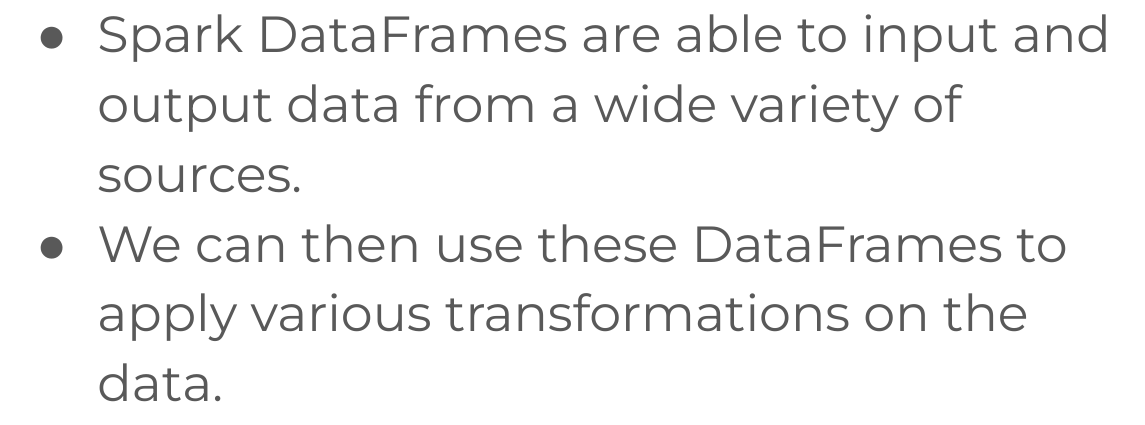 ● Spark DataFrames are able to input and
output data from a wide variety of
sources.
● We can then use these DataFrames to
apply various transformations on the
data.